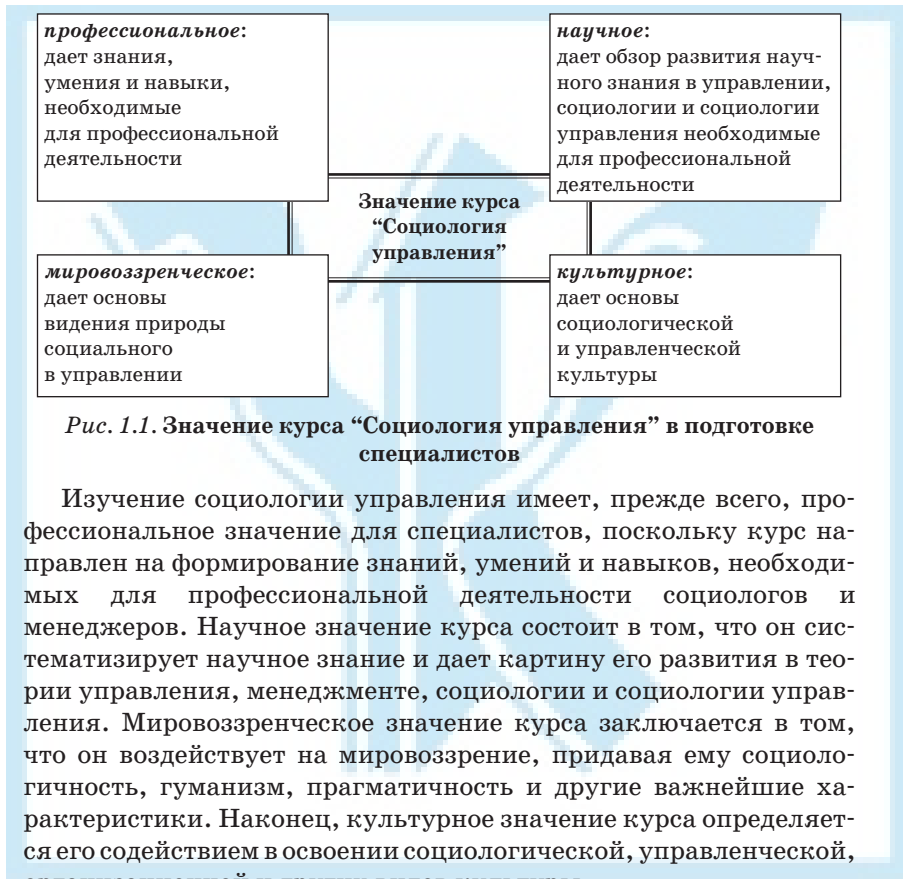 профессиональное:
дает знания,
умения и навыки,
необходимые
для профессиональной
деятельности
научное:
дает обзор развития науч-
ного знания в управлении,
социологии и социологии
управления необходимые
для профессиональной
деятельности
Значение курса
“Социология
управления”
мировоззренческое:
дает основы
видения природы
социального
в управлении
культурное:
дает основы
социологической
и управленческой
культуры
Рис. 1.1. Значение курса “Социология управления” в подготовке
специалистов
Изучение социологии управления имеет, прежде всего, про-
фессиональное значение для специалистов, поскольку курс на-
правлен на формирование знаний, умений и навыков, необходи-
мых для профессиональной деятельности социологов и
менеджеров. Научное значение курса состоит в том, что он сис-
тематизирует научное знание и дает картину его развития в тео-
рии управления, менеджменте, социологии и социологии управ-
ления. Мировоззренческое значение курса заключается в том,
что он воздействует на мировоззрение, придавая ему социоло-
гичность, гуманизм, прагматичность и другие важнейшие ха-
рактеристики. Наконец, культурное значение курса определяет-
ся его содействием в освоении социологической, управленческой,